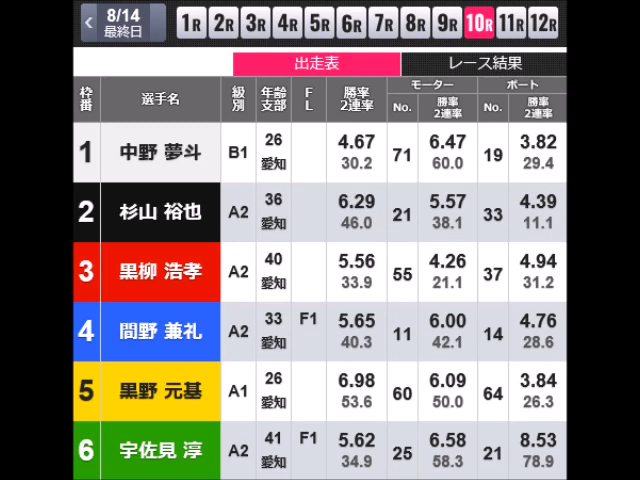 8/14
最終日
1R 2R 3R 4R 5R 6R 7R 8R 9R 10R 11R 12R
出走表 レース結果
枠番 選手名 級別 年齢支部 F L 勝率 2連率 モーター No. 勝率 2連率 ボート No. 勝率 2連率
1 中野 夢斗 B1 26 愛知 4.67 30.2 71 6.47 60.0 19 3.82 29.4
2 杉山 裕也 A2 36 愛知 6.29 46.0 21 5.57 38.1 33 4.39 11.1
3 黒柳 浩孝 A2 40 愛知 5.56 33.9 55 4.26 21.1 37 4.94 31.2
4 間野 兼礼 A2 33 愛知 F1 5.65 40.3 11 6.00 42.1 14 4.76 28.6
5 黒野 元基 A1 26 愛知 6.98 53.6 60 6.09 50.0 64 3.84 26.3
6 宇佐見 淳 A2 41 愛知 F1 5.62 34.9 25 6.58 58.3 21 8.53 78.9